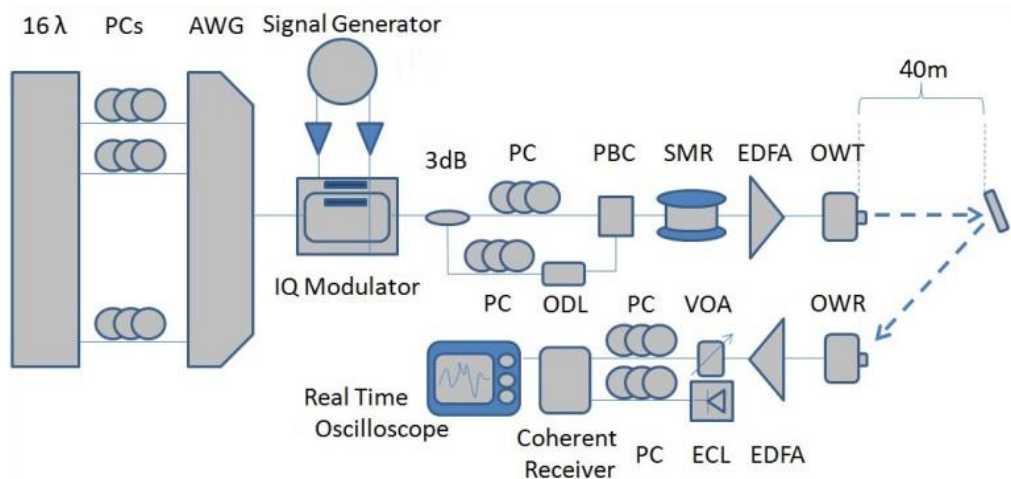 16 λ PCs AWG Signal Generator
40m
3dB PC PBC SMR EDFA OWT
IQ Modulator
PC ODL PC VOA OWR
Real Time
Oscilloscope
Coherent
Receiver
PC ECL EDFA